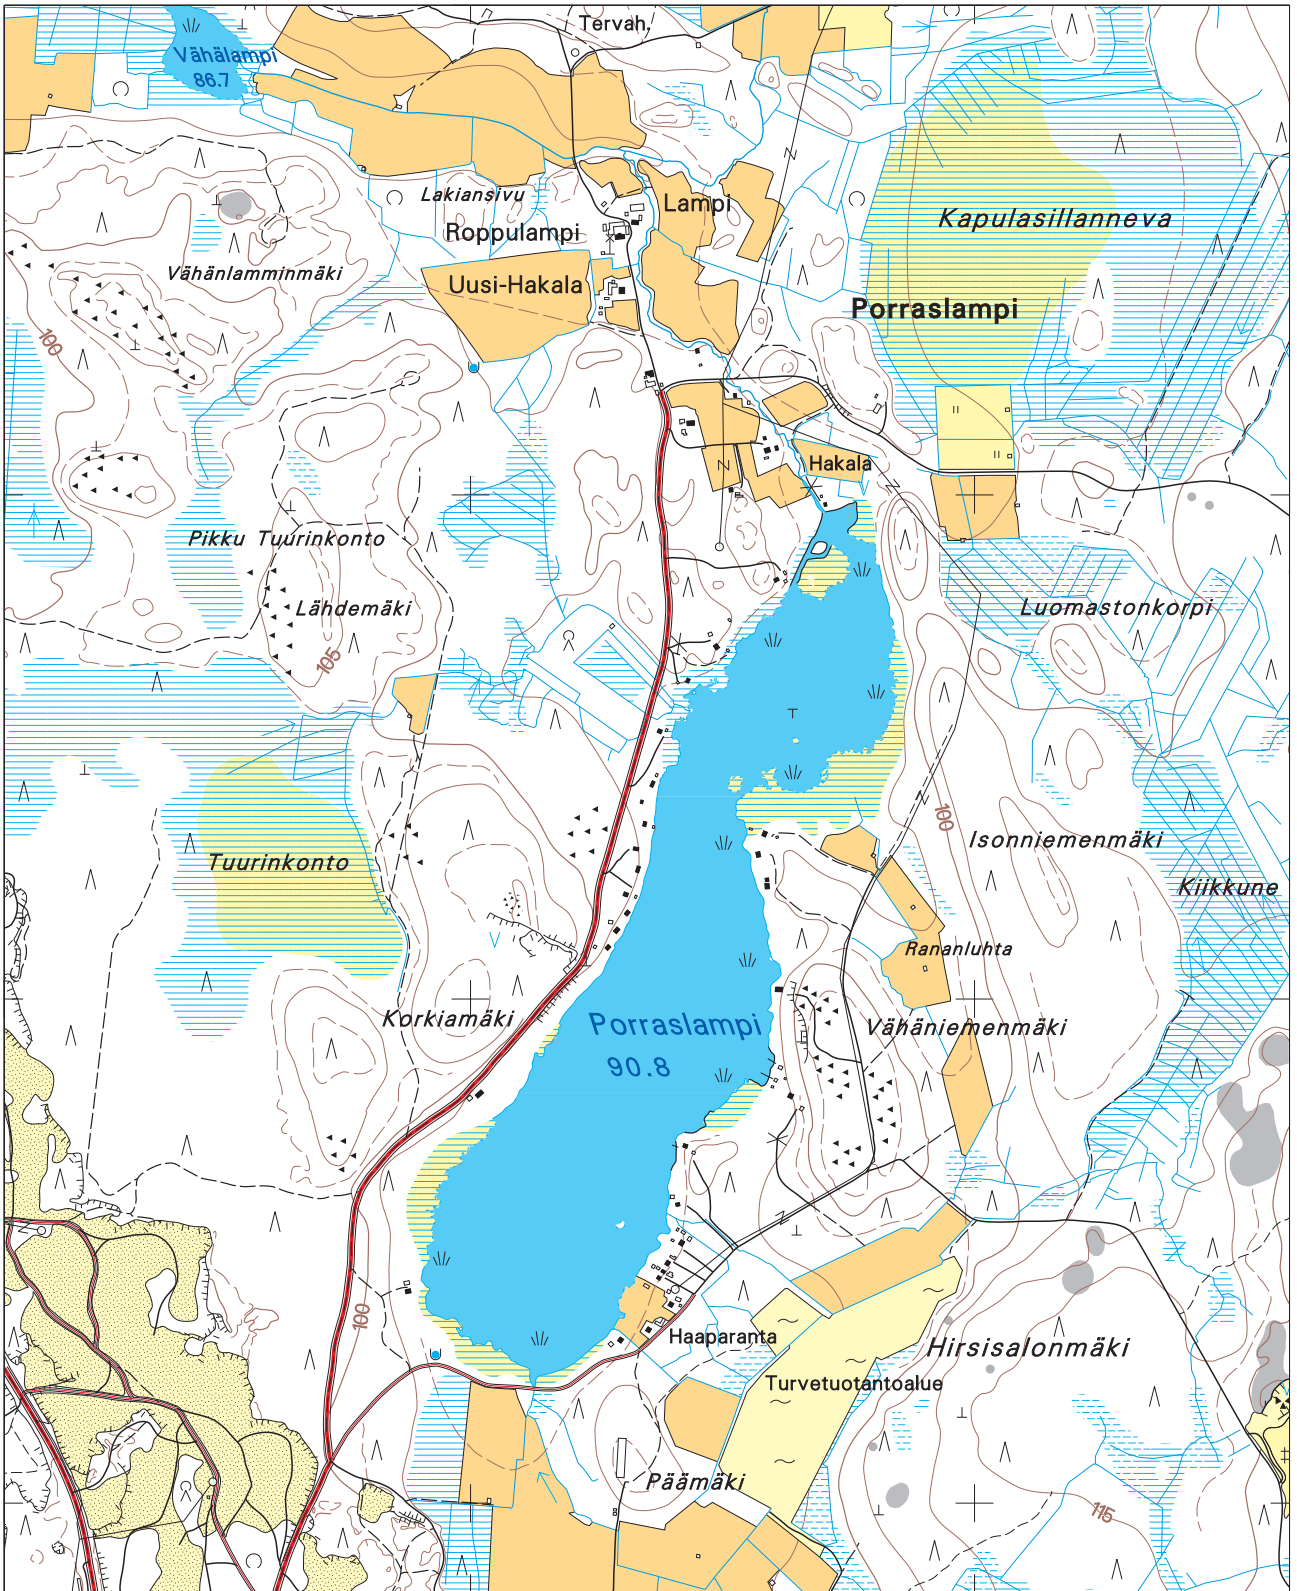 Tervah.
Vähälampi
86.7
Lakiansivu
Lampi
Roppulampi
Kapulasillanneva
Vähänlamminmäki
Uusi-Hakala
Porraslampi
100
Hakala
Pikku Tuurinkonto
Lähdemäki
Luomastonkorpi
105
100
Isonniemenmäki
Tuurinkonto
Kiikkune
Rananluhta
Korkiamäki
Porraslampi
90.8
Vähäniemenmäki
100
Haaparanta
Hirsisalonmäki
Turvetuotantoalue
Päämäki
115